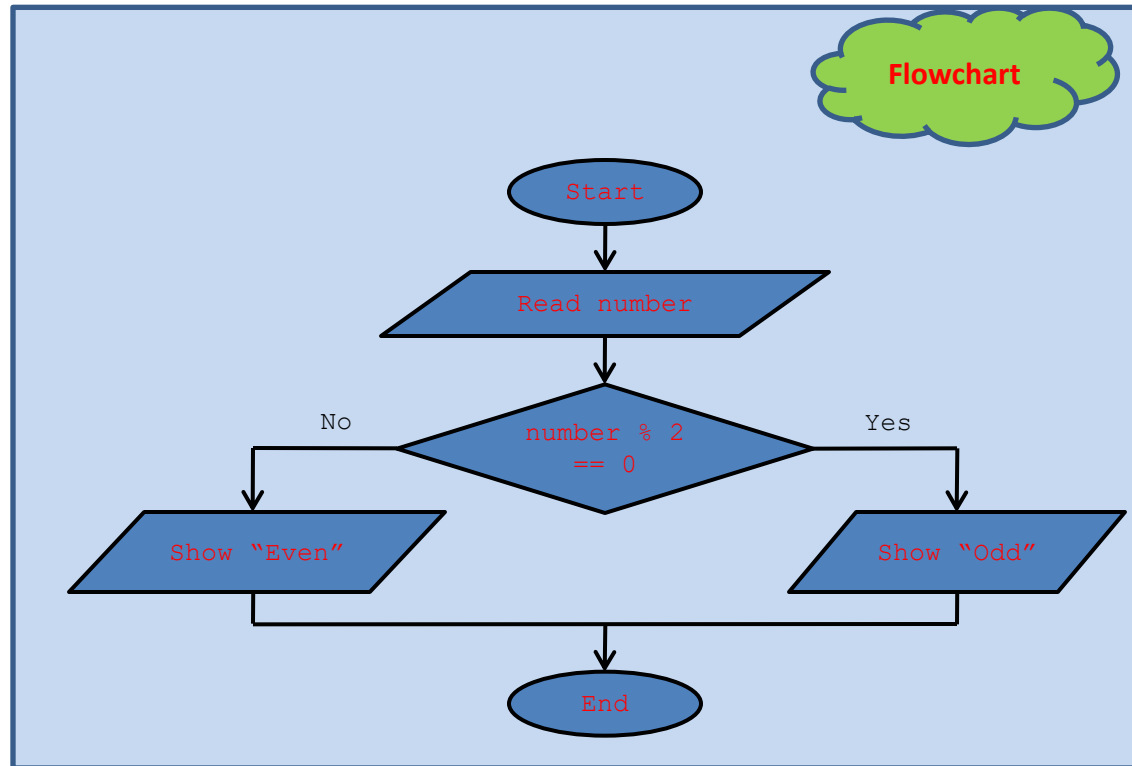 Flowchart
Start
Read number
No
number % 2
== 0
Yes
Show “Even”
Show “Odd”
End